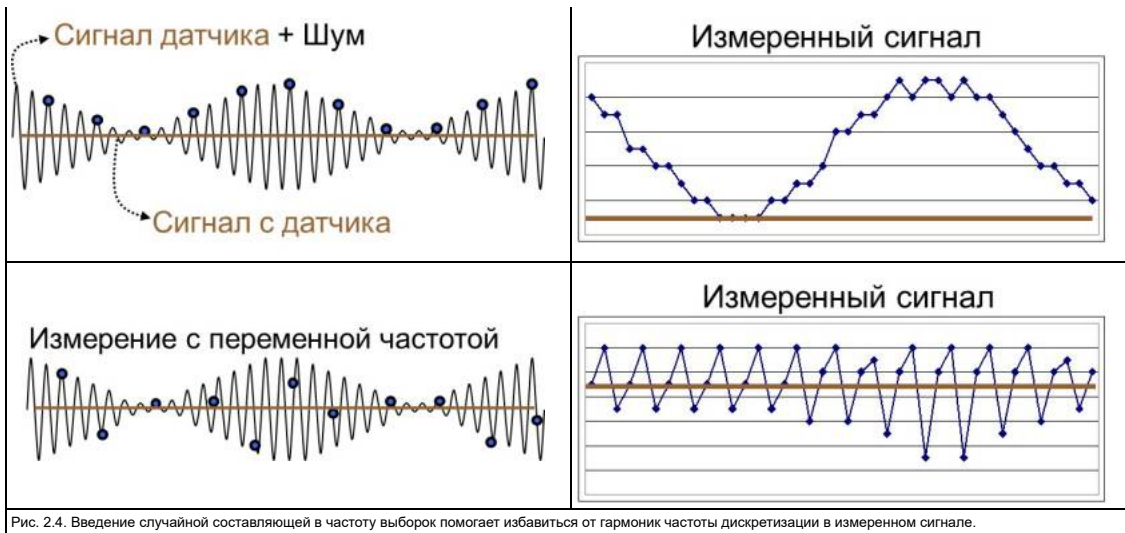 Сигнал датчика + Шум
Сигнал с датчика
Измеренный сигнал
Измерение с переменной частотой
Измеренный сигнал
Рис. 2.4. Введение случайной составляющей в частоту выборок помогает избавиться от гармоник частоты дискретизации в измеренном сигнале.